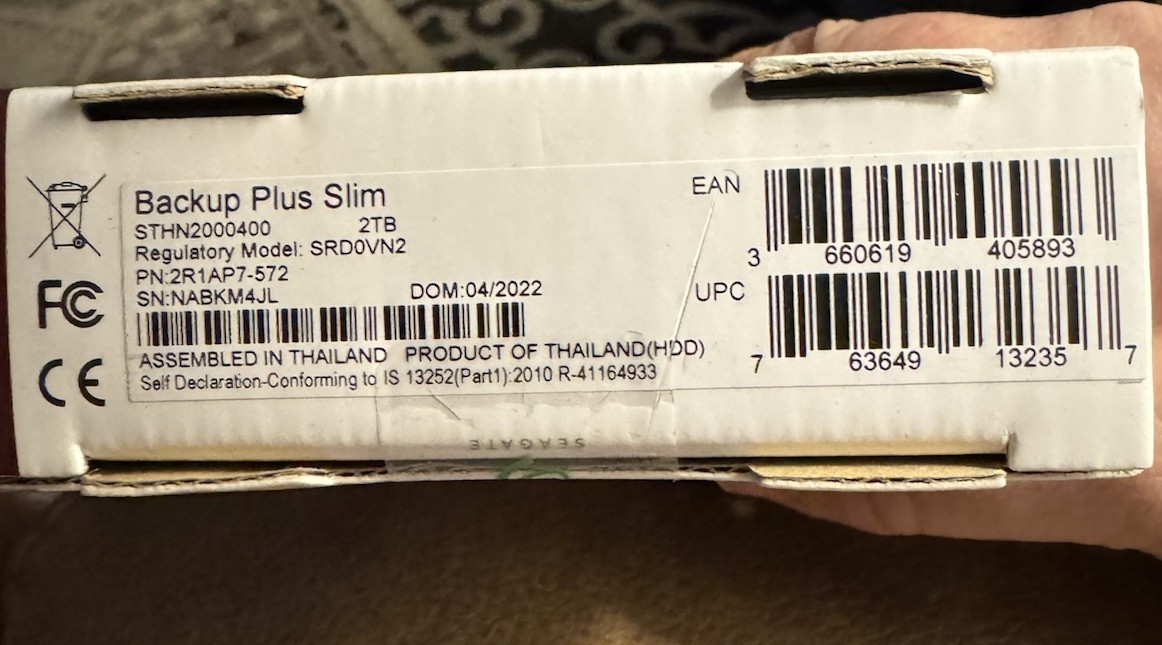 Backup Plus Slim
STHN2000400 2TB
Regulatory Model: SRD0VN2
PN:2R1AP7-572
SN:NABKM4JL DOM:04/2022
ASSEMBLED IN THAILAND PRODUCT OF THAILAND(HDD)
Self Declaration-Conforming to IS 13252(Part1):2010 R-41164933
EAN
3 660619 405893
UPC
7 63649 13235 7
FC
CE
SEAGATE